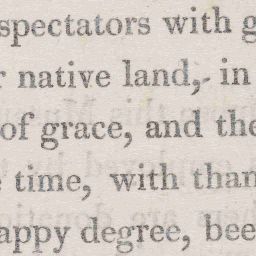 spectators with g
native land, in
of grace, and the
time, with than
appy degree, bee